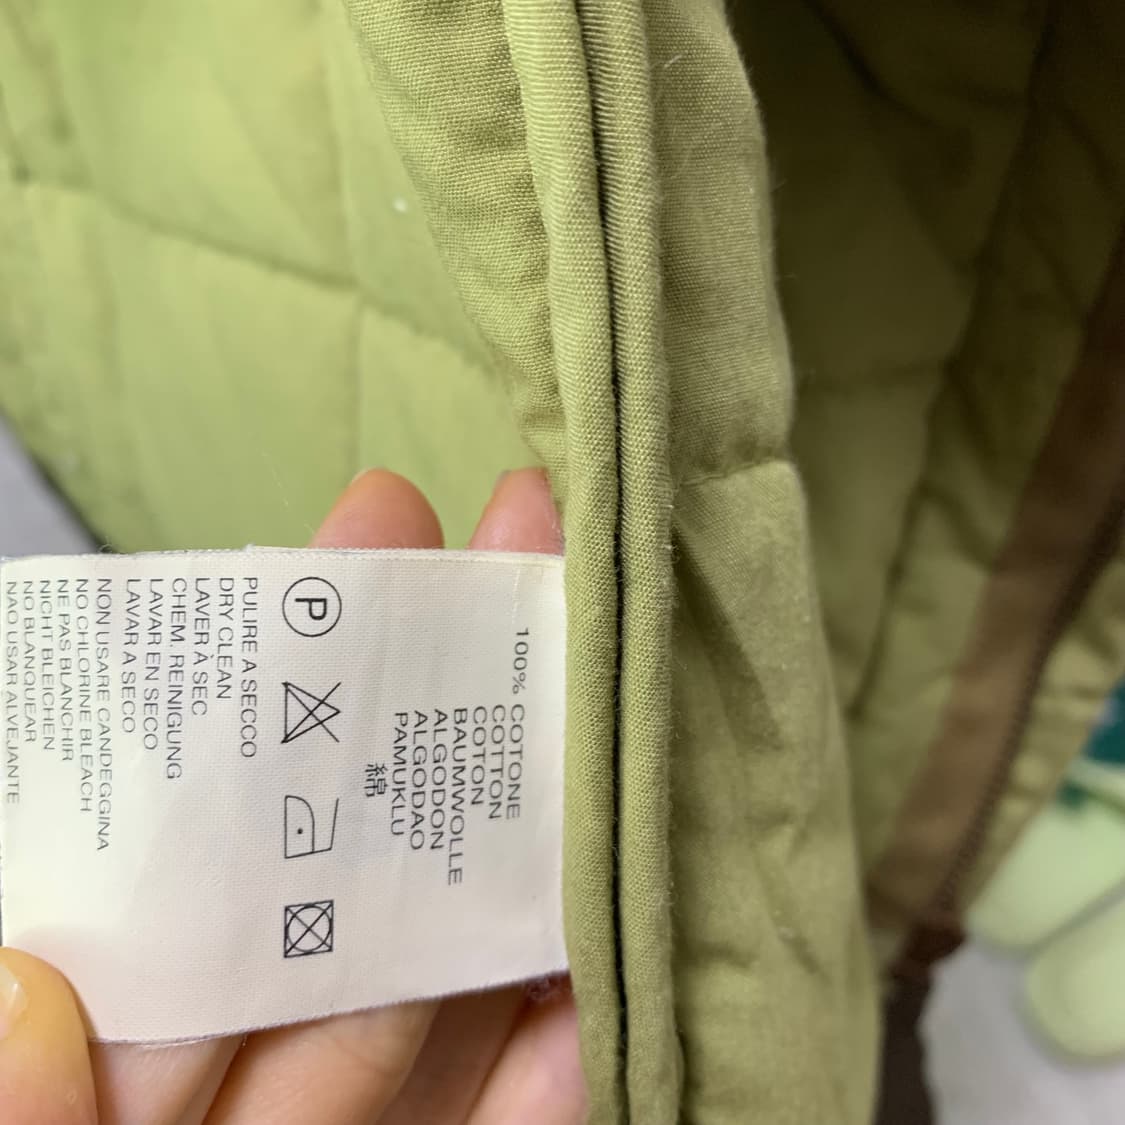 100% COTONE
COTTON
COTON
BAUMWOLLE
ALGODON
ALGODAO
PAMUKLU
綿
P
PULIRE A SECCO
DRY CLEAN
LAVER À SEC
CHEM. REINIGUNG
LAVAR EN SECO
LAVAR A SECO
NON USARE CANDEGGINA
NO CHLORINE BLEACH
NE PAS BLANCHIR
NICHT BLEICHEN
NO BLANQUEAR
NAO USAR ALVEJANTE